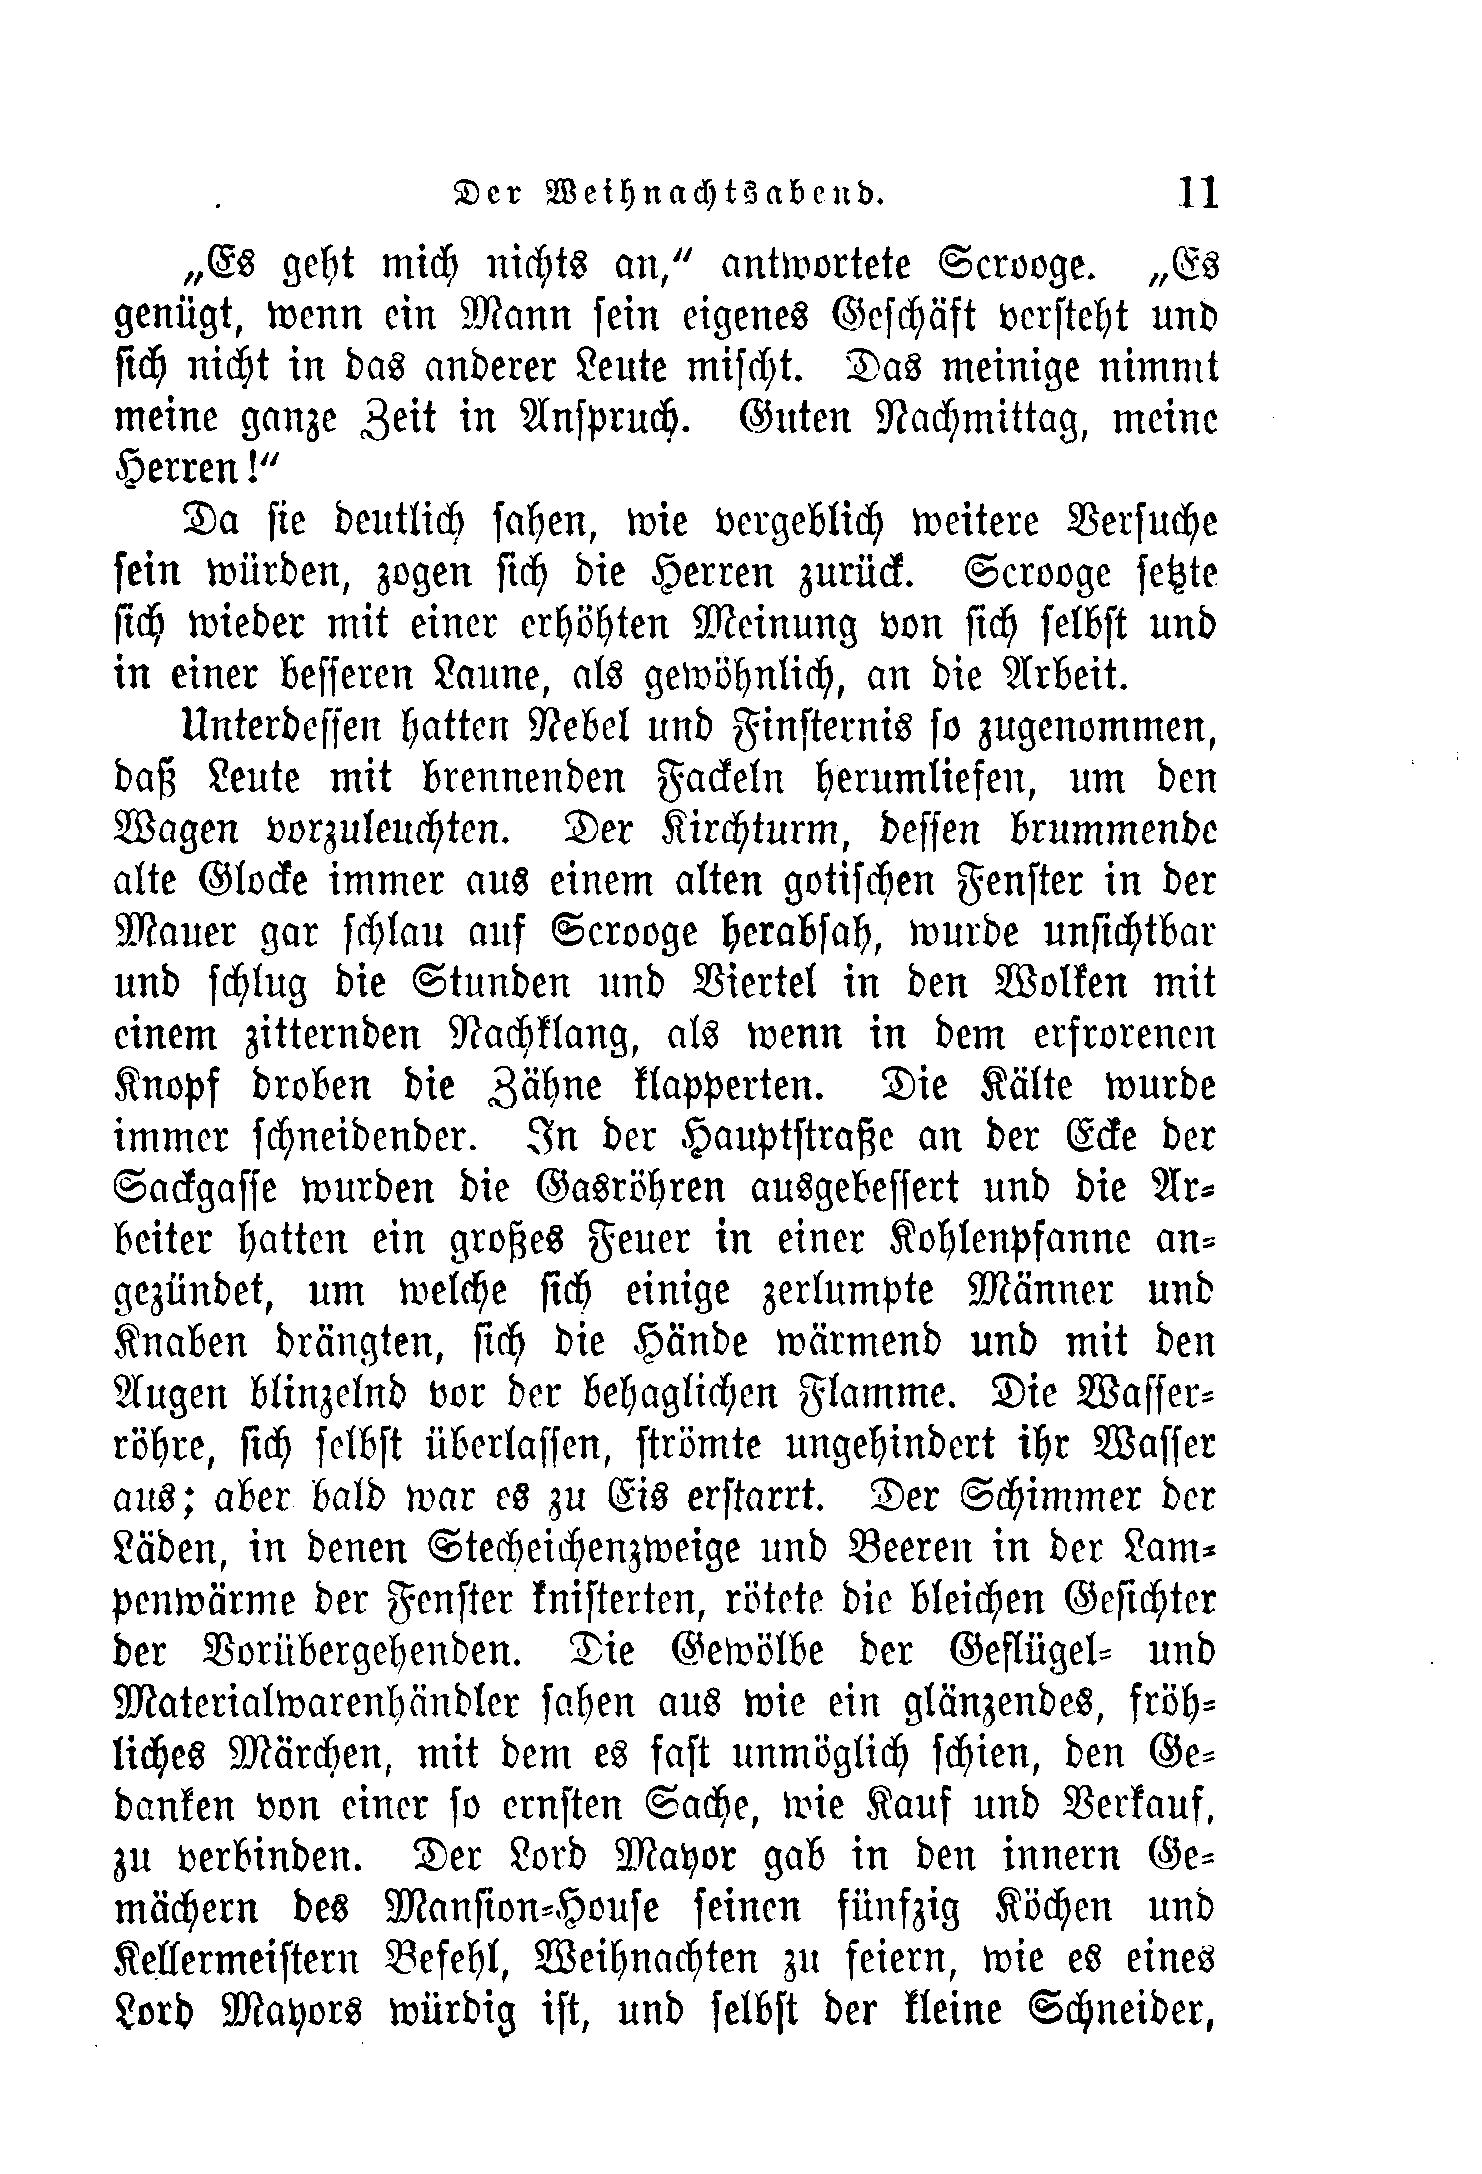 Der Weihnachtsabend. 11
„Es geht mich nichts an,“ antwortete Scrooge. „Es
genügt, wenn ein Mann sein eigenes Geschäft versteht und
sich nicht in das anderer Leute mischt. Das meinige nimmt
meine ganze Zeit in Anspruch. Guten Nachmittag, meine
Herren!“
Da sie deutlich sahen, wie vergeblich weitere Versuche
sein würden, zogen sich die Herren zurück. Scrooge setzte
sich wieder mit einer erhöhten Meinung von sich selbst und
in einer besseren Laune, als gewöhnlich, an die Arbeit.
Unterdessen hatten Nebel und Finsternis so zugenommen,
daß Leute mit brennenden Fackeln herumliefen, um den
Wagen vorzuleuchten. Der Kirchturm, dessen brummende
alte Glocke immer aus einem alten gotischen Fenster in der
Mauer gar schlau auf Scrooge herabsah, wurde unsichtbar
und schlug die Stunden und Viertel in den Wolken mit
einem zitternden Nachklang, als wenn in dem erfrorenen
Knopf droben die Zähne klapperten. Die Kälte wurde
immer schneidender. In der Hauptstraße an der Ecke der
Sackgasse wurden die Gasröhren ausgebessert und die Ar-
beiter hatten ein großes Feuer in einer Kohlenpfanne an-
gezündet, um welche sich einige zerlumpte Männer und
Knaben drängten, sich die Hände wärmend und mit den
Augen blinzelnd vor der behaglichen Flamme. Die Wasser-
röhre, sich selbst überlassen, strömte ungehindert ihr Wasser
aus; aber bald war es zu Eis erstarrt. Der Schimmer der
Läden, in denen Stecheichenzweige und Beeren in der Lam-
penwärme der Fenster knisterten, rötete die bleichen Gesichter
der Vorübergehenden. Die Gewölbe der Geflügel- und
Materialwarenhändler sahen aus wie ein glänzendes, fröh-
liches Märchen, mit dem es fast unmöglich schien, den Ge-
danken von einer so ernsten Sache, wie Kauf und Verkauf,
zu verbinden. Der Lord Mayor gab in den innern Ge-
mächern des Mansion-House seinen fünfzig Köchen und
Kellermeistern Befehl, Weihnachten zu feiern, wie es eines
Lord Mayors würdig ist, und selbst der kleine Schneider,